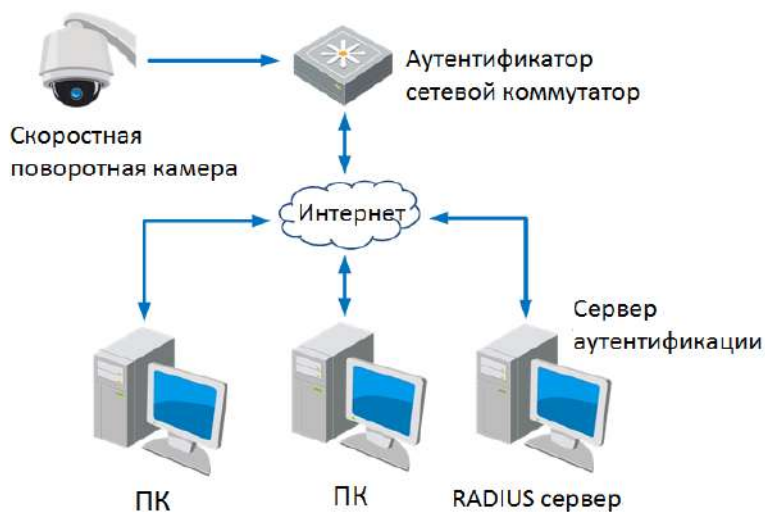 Аутентификатор
сетевой коммутатор
Скоростная
поворотная камера
Интернет
Сервер
аутентификации
ПК
ПК
RADIUS сервер